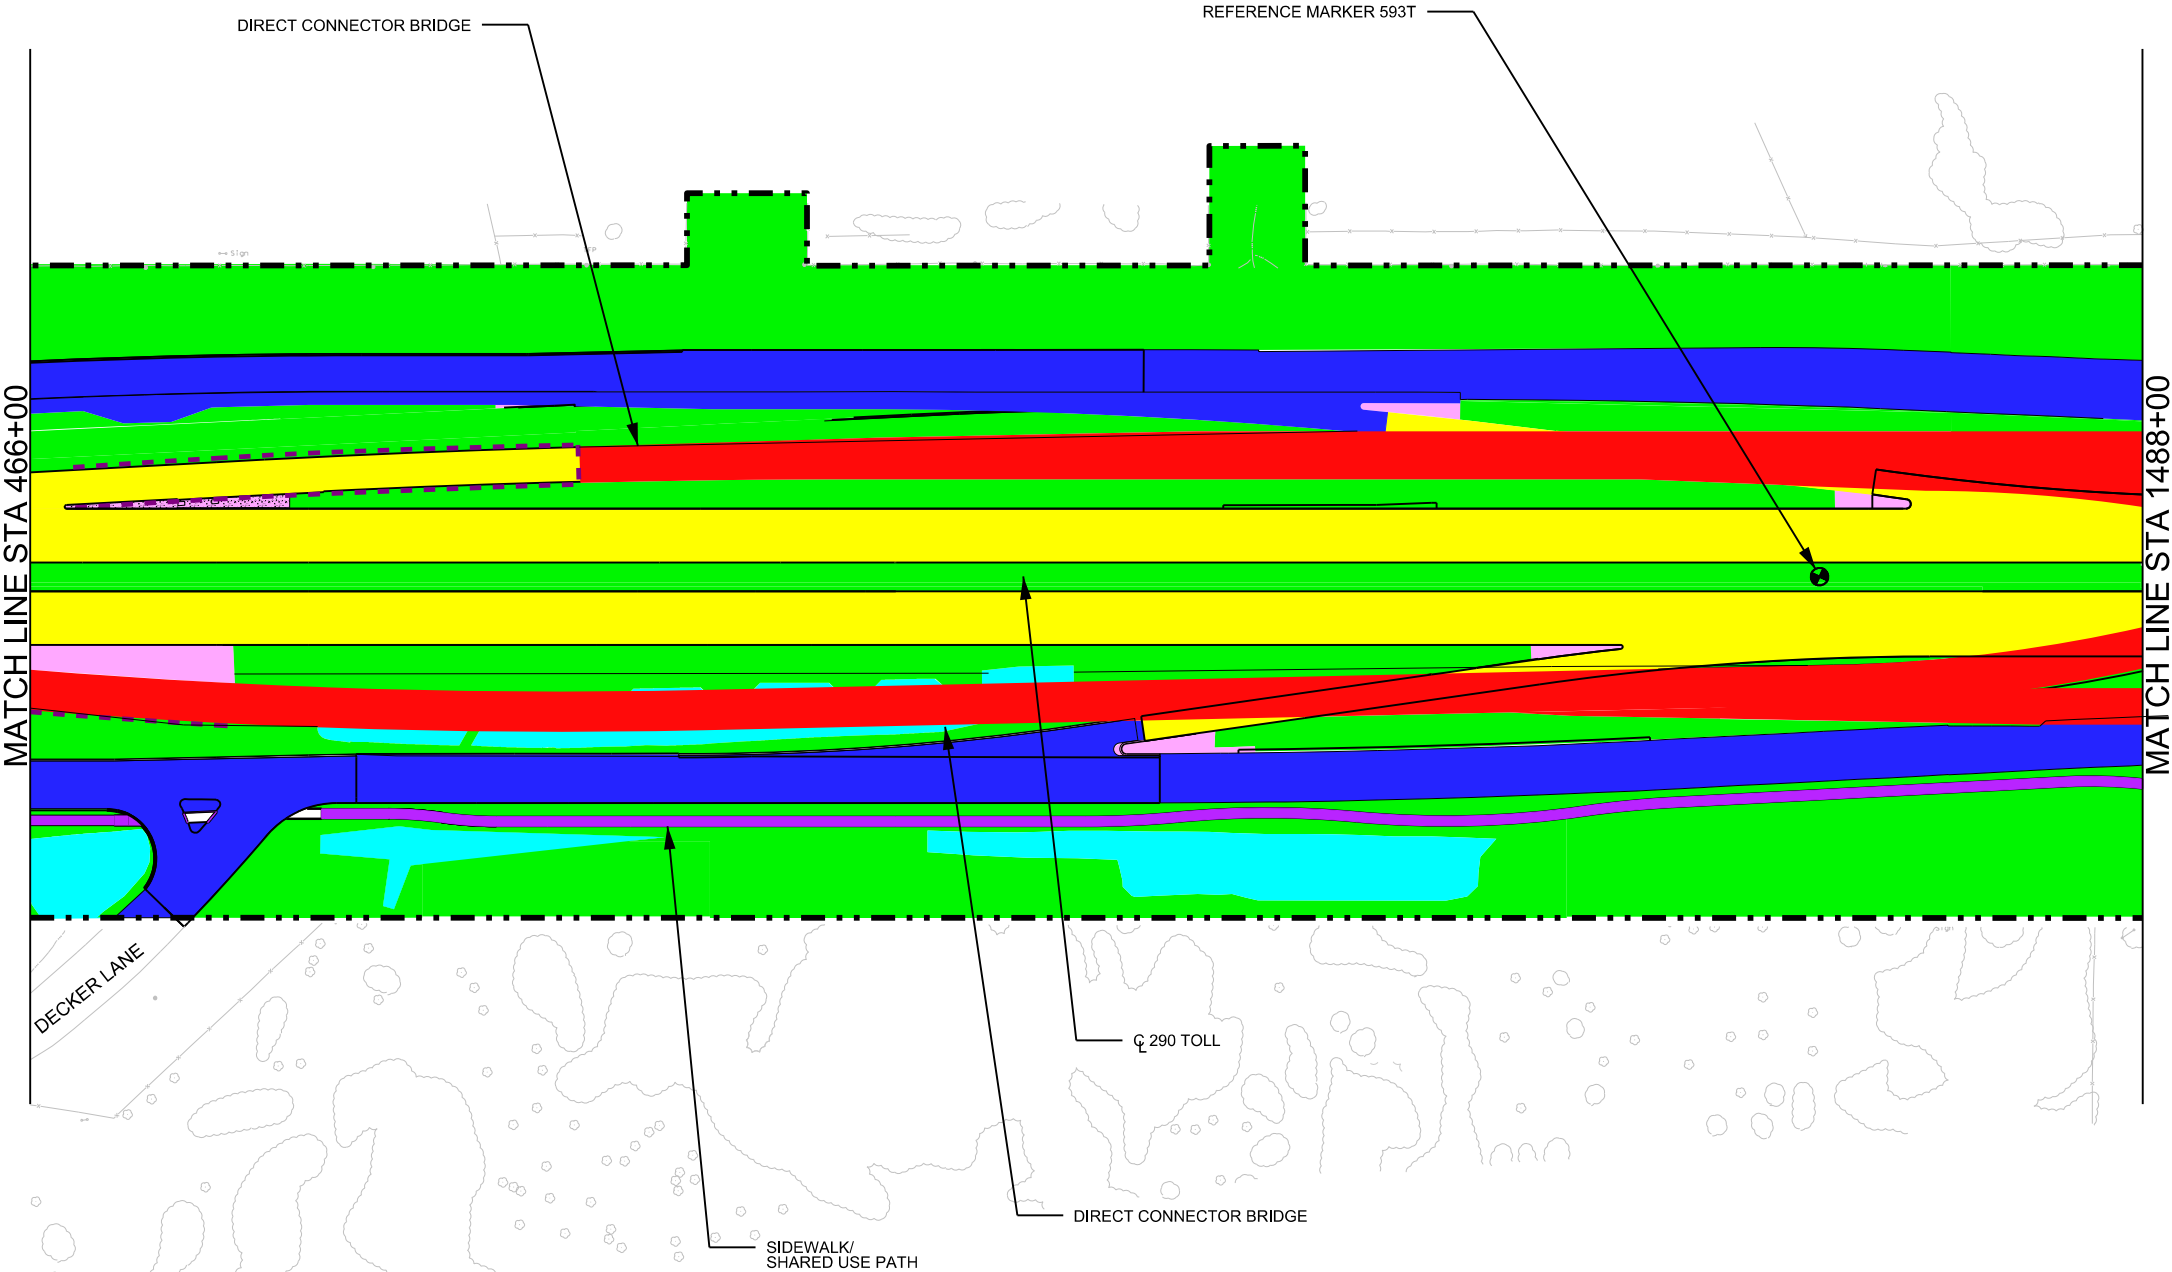 DIRECT CONNECTOR BRIDGE
REFERENCE MARKER 593T
Sign
MATCH LINE STA 466+00
MATCH LINE STA 1488+00
DECKER LANE
℄ 290 TOLL
DIRECT CONNECTOR BRIDGE
SIDEWALK/
SHARED USE PATH